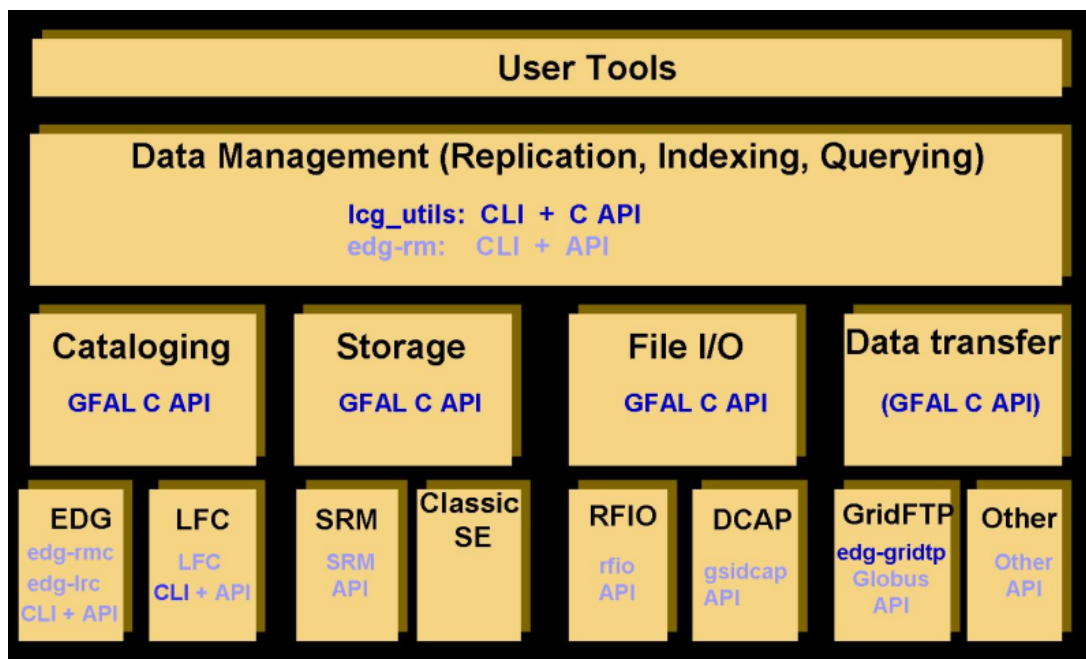 User Tools
Data Management (Replication, Indexing, Querying)
lcg_utils: CLI + C API
edg-rm: CLI + API
Cataloging
GFAL C API
Storage
GFAL C API
File I/O
GFAL C API
Data transfer
(GFAL C API)
EDG
edg-rmc
edg-lrc
CLI + API
LFC
LFC
CLI + API
SRM
SRM
API
Classic
SE
RFIO
rfio
API
DCAP
gsidcap
API
GridFTP
edg-gridtp
Globus
API
Other
Other
API